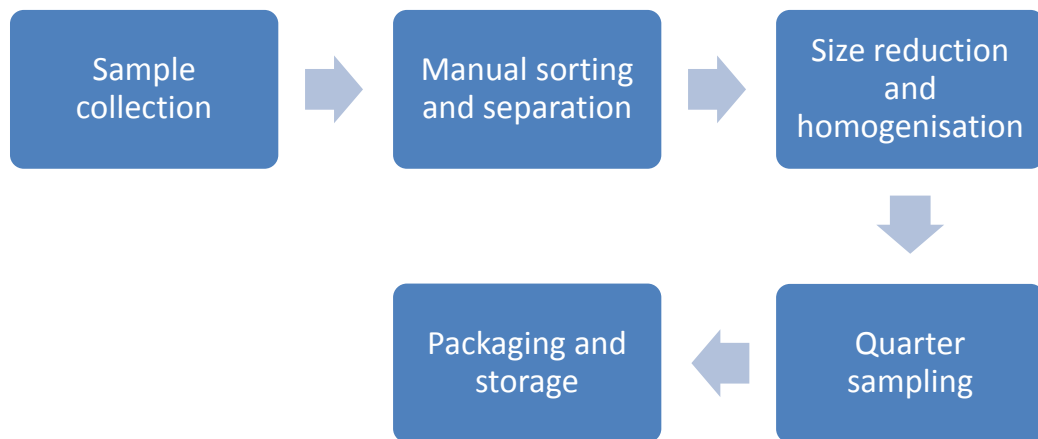 Sample
collection
Manual sorting
and separation
Size reduction
and
homogenisation
Quarter
sampling
Packaging and
storage